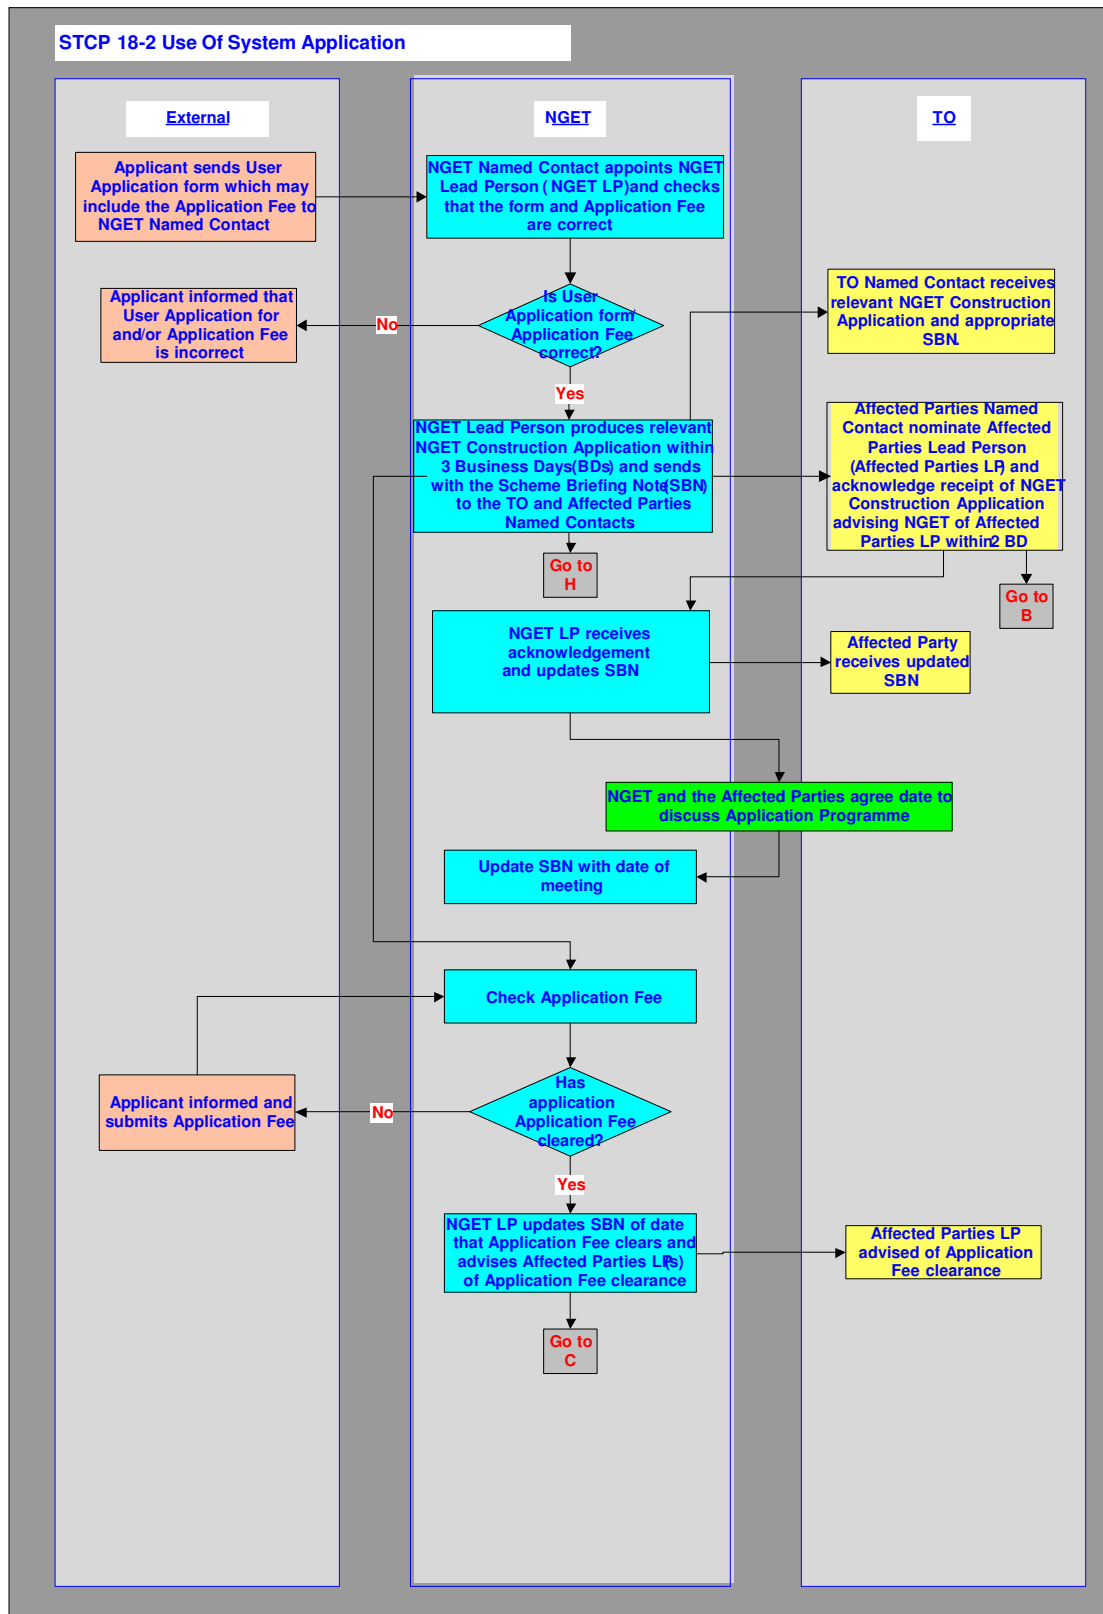 STCP 18-2 Use Of System Application
External
NGET
TO
Applicant sends User
Application form which may
include the Application Fee to
NGET Named Contact
NGET Named Contact appoints NGET
Lead Person (NGET LP)and checks
that the form and Application Fee
are correct
Applicant informed that
User Application for
and/or Application Fee
is incorrect
No
Is User
Application form/
Application Fee
correct?
TO Named Contact receives
relevant NGET Construction
Application and appropriate
SBN.
Yes
NGET Lead Person produces relevant
NGET Construction Application within
3 Business Days(BDs) and sends
with the Scheme Briefing Note(SBN)
to the TO and Affected Parties
Named Contacts
Affected Parties Named
Contact nominate Affected
Parties Lead Person
(Affected Parties LP) and
acknowledge receipt of NGET
Construction Application
advising NGET of Affected
Parties LP within2 BD
Go to
H
Go to
B
NGET LP receives
acknowledgement
and updates SBN
Affected Party
receives updated
SBN
NGET and the Affected Parties agree date to
discuss Application Programme
Update SBN with date of
meeting
Check Application Fee
Applicant informed and
submits Application Fee
No
Has
application
Application Fee
cleared?
Yes
NGET LP updates SBN of date
that Application Fee clears and
advises Affected Parties LP(s)
of Application Fee clearance
Affected Parties LP
advised of Application
Fee clearance
Go to
C